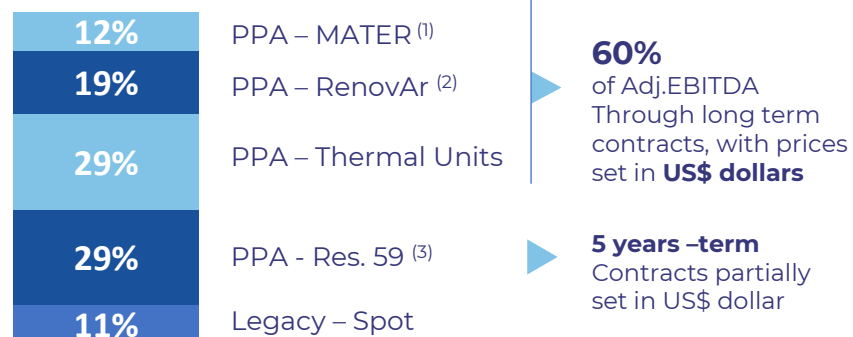 12% PPA – MATER (1)
19% PPA – RenovAr (2)
29% PPA – Thermal Units
60%
of Adj.EBITDA
Through long term
contracts, with prices
set in US$ dollars
29% PPA - Res. 59 (3)
5 years –term
Contracts partially
set in US$ dollar
11% Legacy – Spot